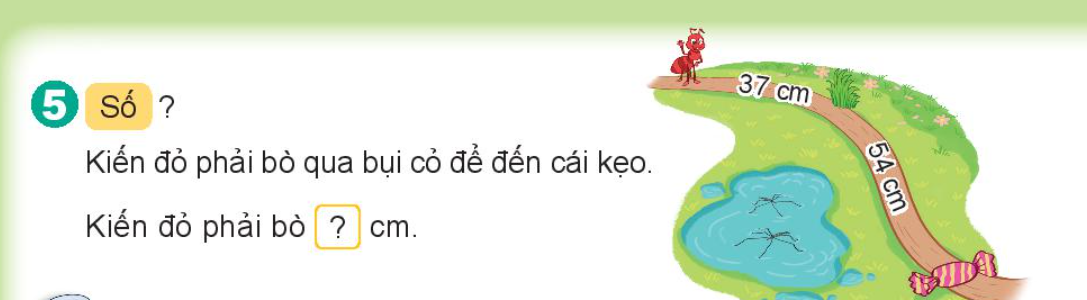 5 Số ?
37 cm
Kiến đỏ phải bò qua bụi cỏ để đến cái kẹo.
54 cm
Kiến đỏ phải bò ? cm.